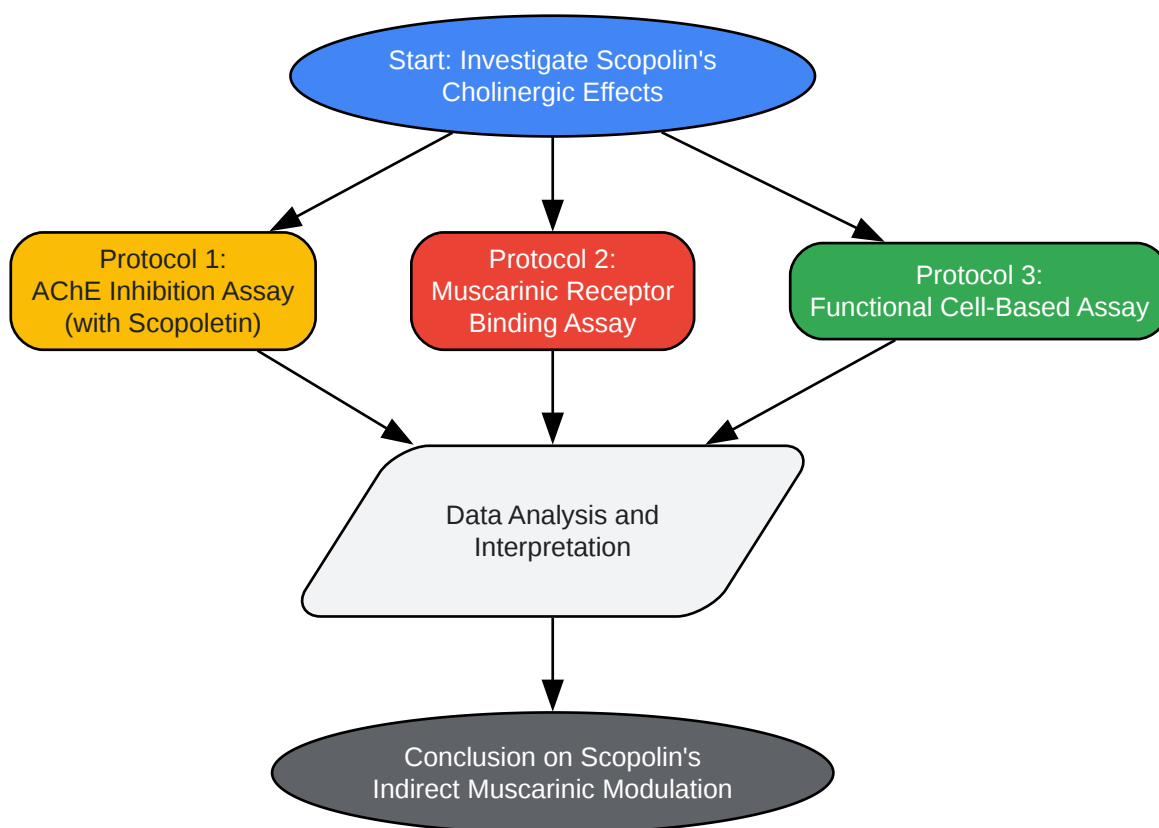 Start: Investigate Scopolin's
Cholinergic Effects
Protocol 1:
AChE Inhibition Assay
(with Scopoletin)
Protocol 2:
Muscarinic Receptor
Binding Assay
Protocol 3:
Functional Cell-Based Assay
Data Analysis and
Interpretation
Conclusion on Scopolin's
Indirect Muscarinic Modulation